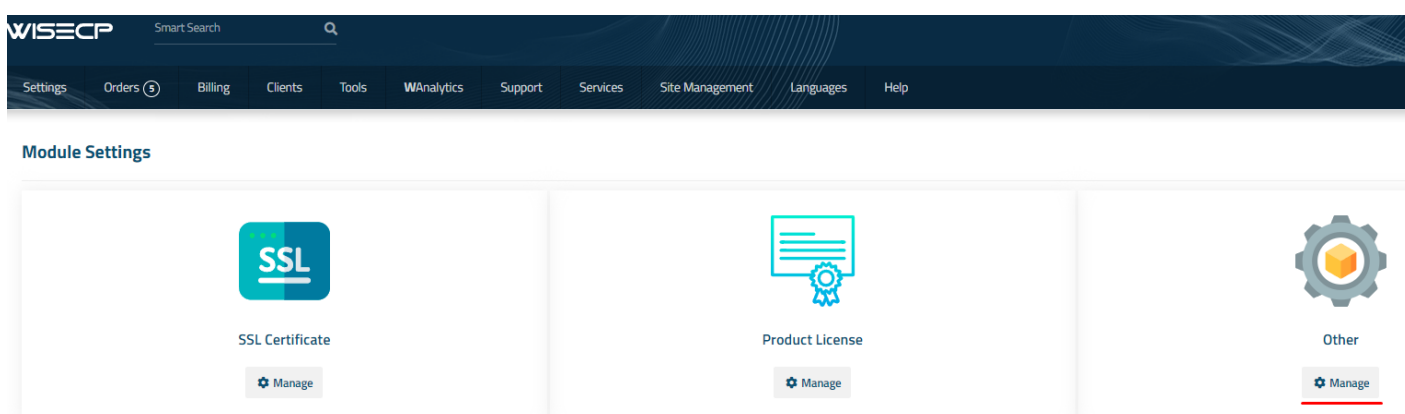 WISECP Smart Search
Settings Orders 5 Billing Clients Tools WAnalytics Support Services Site Management Languages Help
Module Settings
SSL
SSL Certificate Product License Other
Manage Manage Manage